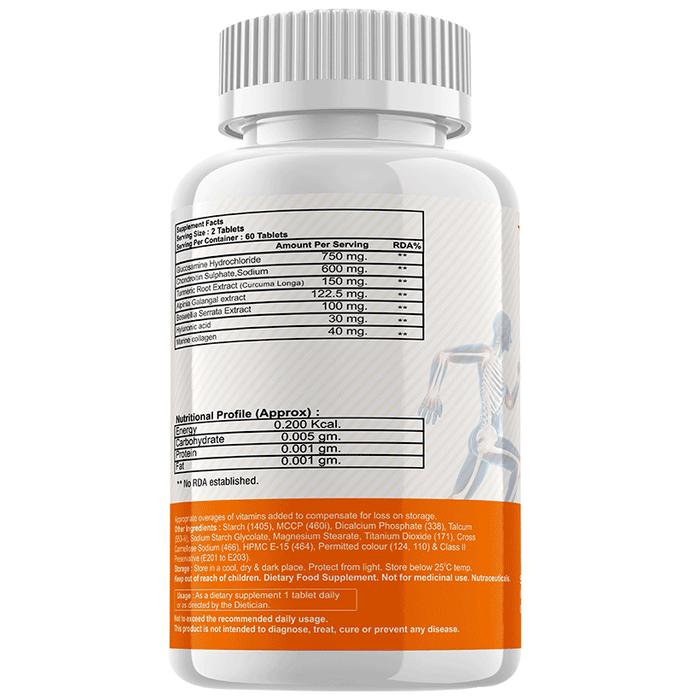 Supplement Facts
Serving Size : 2 Tablets
Serving Per Container : 60 Tablets
Amount Per Serving RDA%
Glucosamine Hydrochloride 750 mg. **
Chondroxtin Sulphate,Sodium 600 mg. **
Turmeric Root Extract (Curcuma Longa) 150 mg. **
Alpinia Galangal extract 122.5 mg. **
Boswellia Serrata Extract 100 mg. **
Hyluronic acid 30 mg. **
Marine collagen 40 mg. **
Nutritional Profile (Approx) :
Energy 0.200 Kcal.
Carbohydrate 0.005 gm.
Protein 0.001 gm.
Fat 0.001 gm.
** No RDA established.
Appropriate overages of vitamins added to compensate for loss on storage.
Other Ingredients : Starch (1405), MCCP (460i), Dicalcium Phosphate (338), Talcum
(553-ii), Sodium Starch Glycolate, Magnesium Stearate, Titanium Dioxide (171), Cross
Carmellose Sodium (466), HPMC E-15 (464), Permitted colour (124, 110) & Class II
Preservative (E201 to E203).
Storage : Store in a cool, dry & dark place. Protect from light. Store below 25°C temp.
Keep out of reach of children. Dietary Food Supplement. Not for medicinal use. Nutraceuticals.
Usage : As a dietary supplement 1 tablet daily
or as directed by the Dietician.
Not to exceed the recommended daily usage.
This product is not intended to diagnose, treat, cure or prevent any disease.